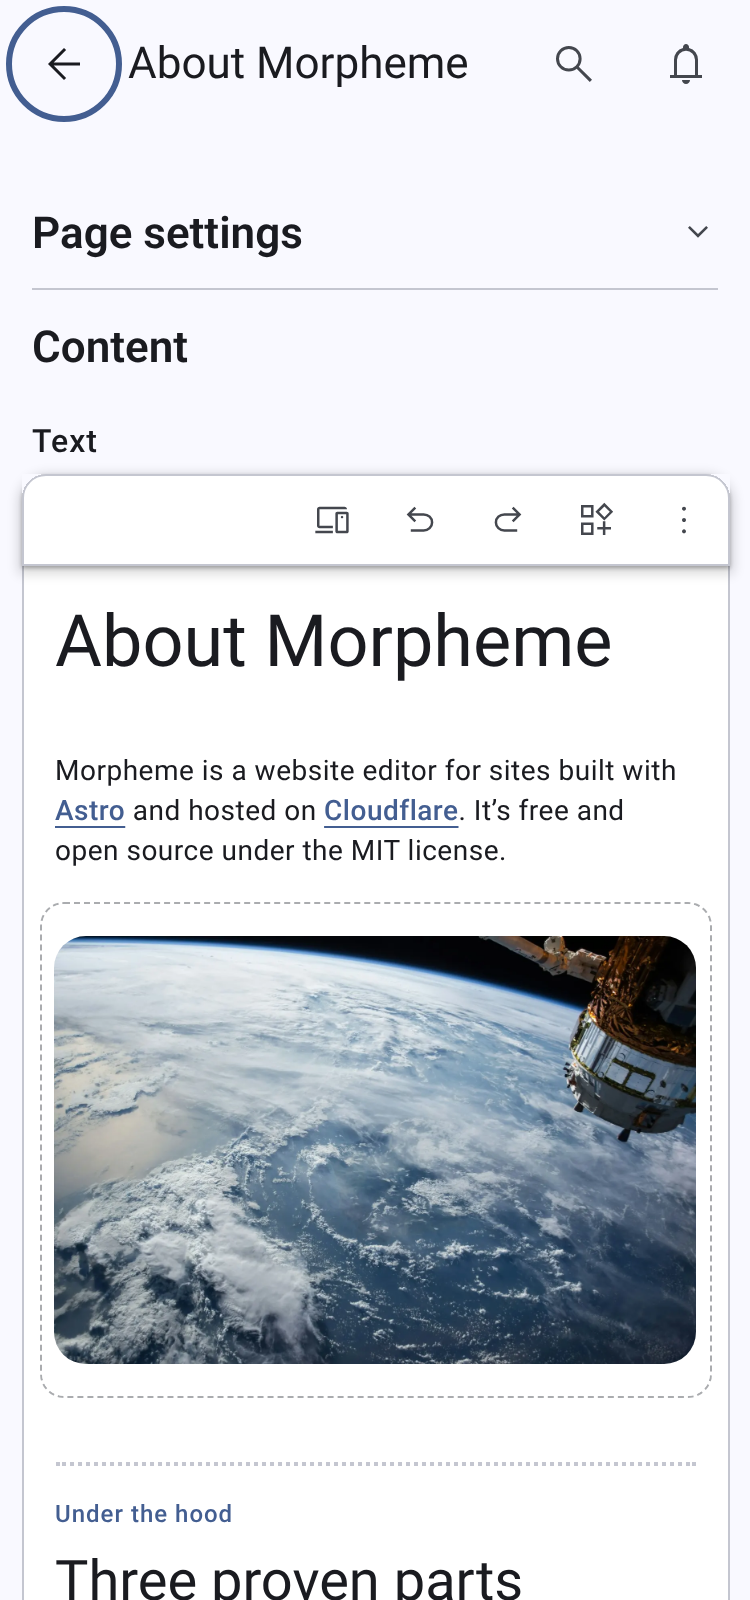 About Morpheme
Page settings
Content
Text
About Morpheme
Morpheme is a website editor for sites built with
Astro and hosted on Cloudflare. It’s free and
open source under the MIT license.
Under the hood
Three proven parts